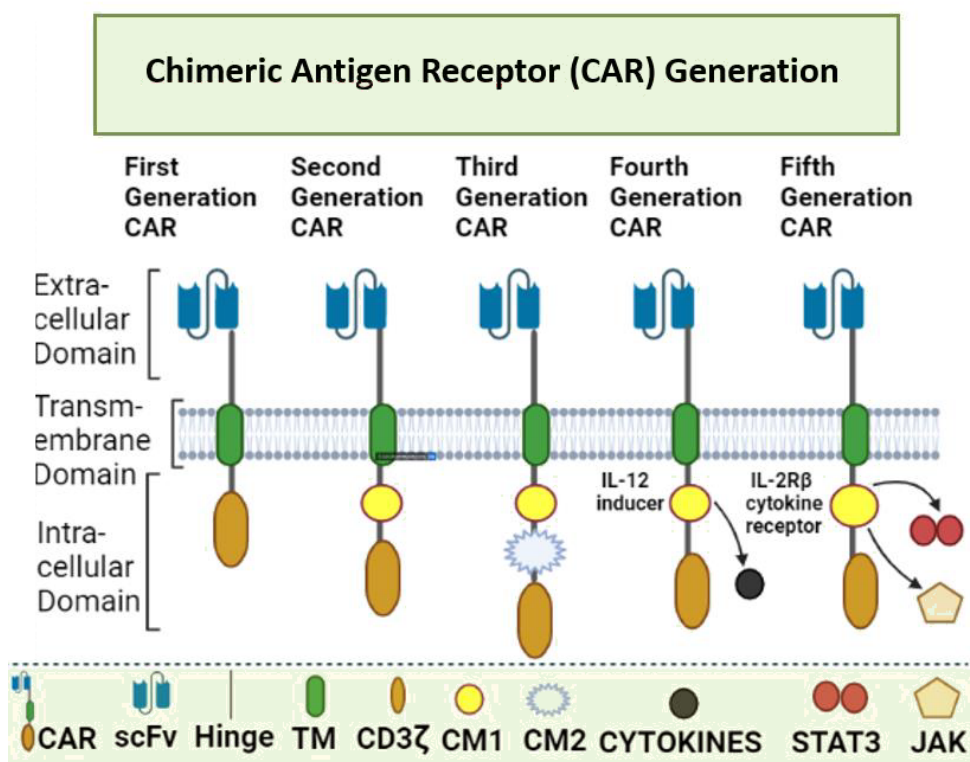 Chimeric Antigen Receptor (CAR) Generation
First
Generation
CAR
Second
Generation
CAR
Third
Generation
CAR
Fourth
Generation
CAR
Fifth
Generation
CAR
Extra-
cellular
Domain
Transm-
embrane
Domain
Intra-
cellular
Domain
IL-12
inducer
IL-2Rβ
cytokine
receptor
CAR
scFv
Hinge
TM
CD3ζ
CM1
CM2
CYTOKINES
STAT3
JAK